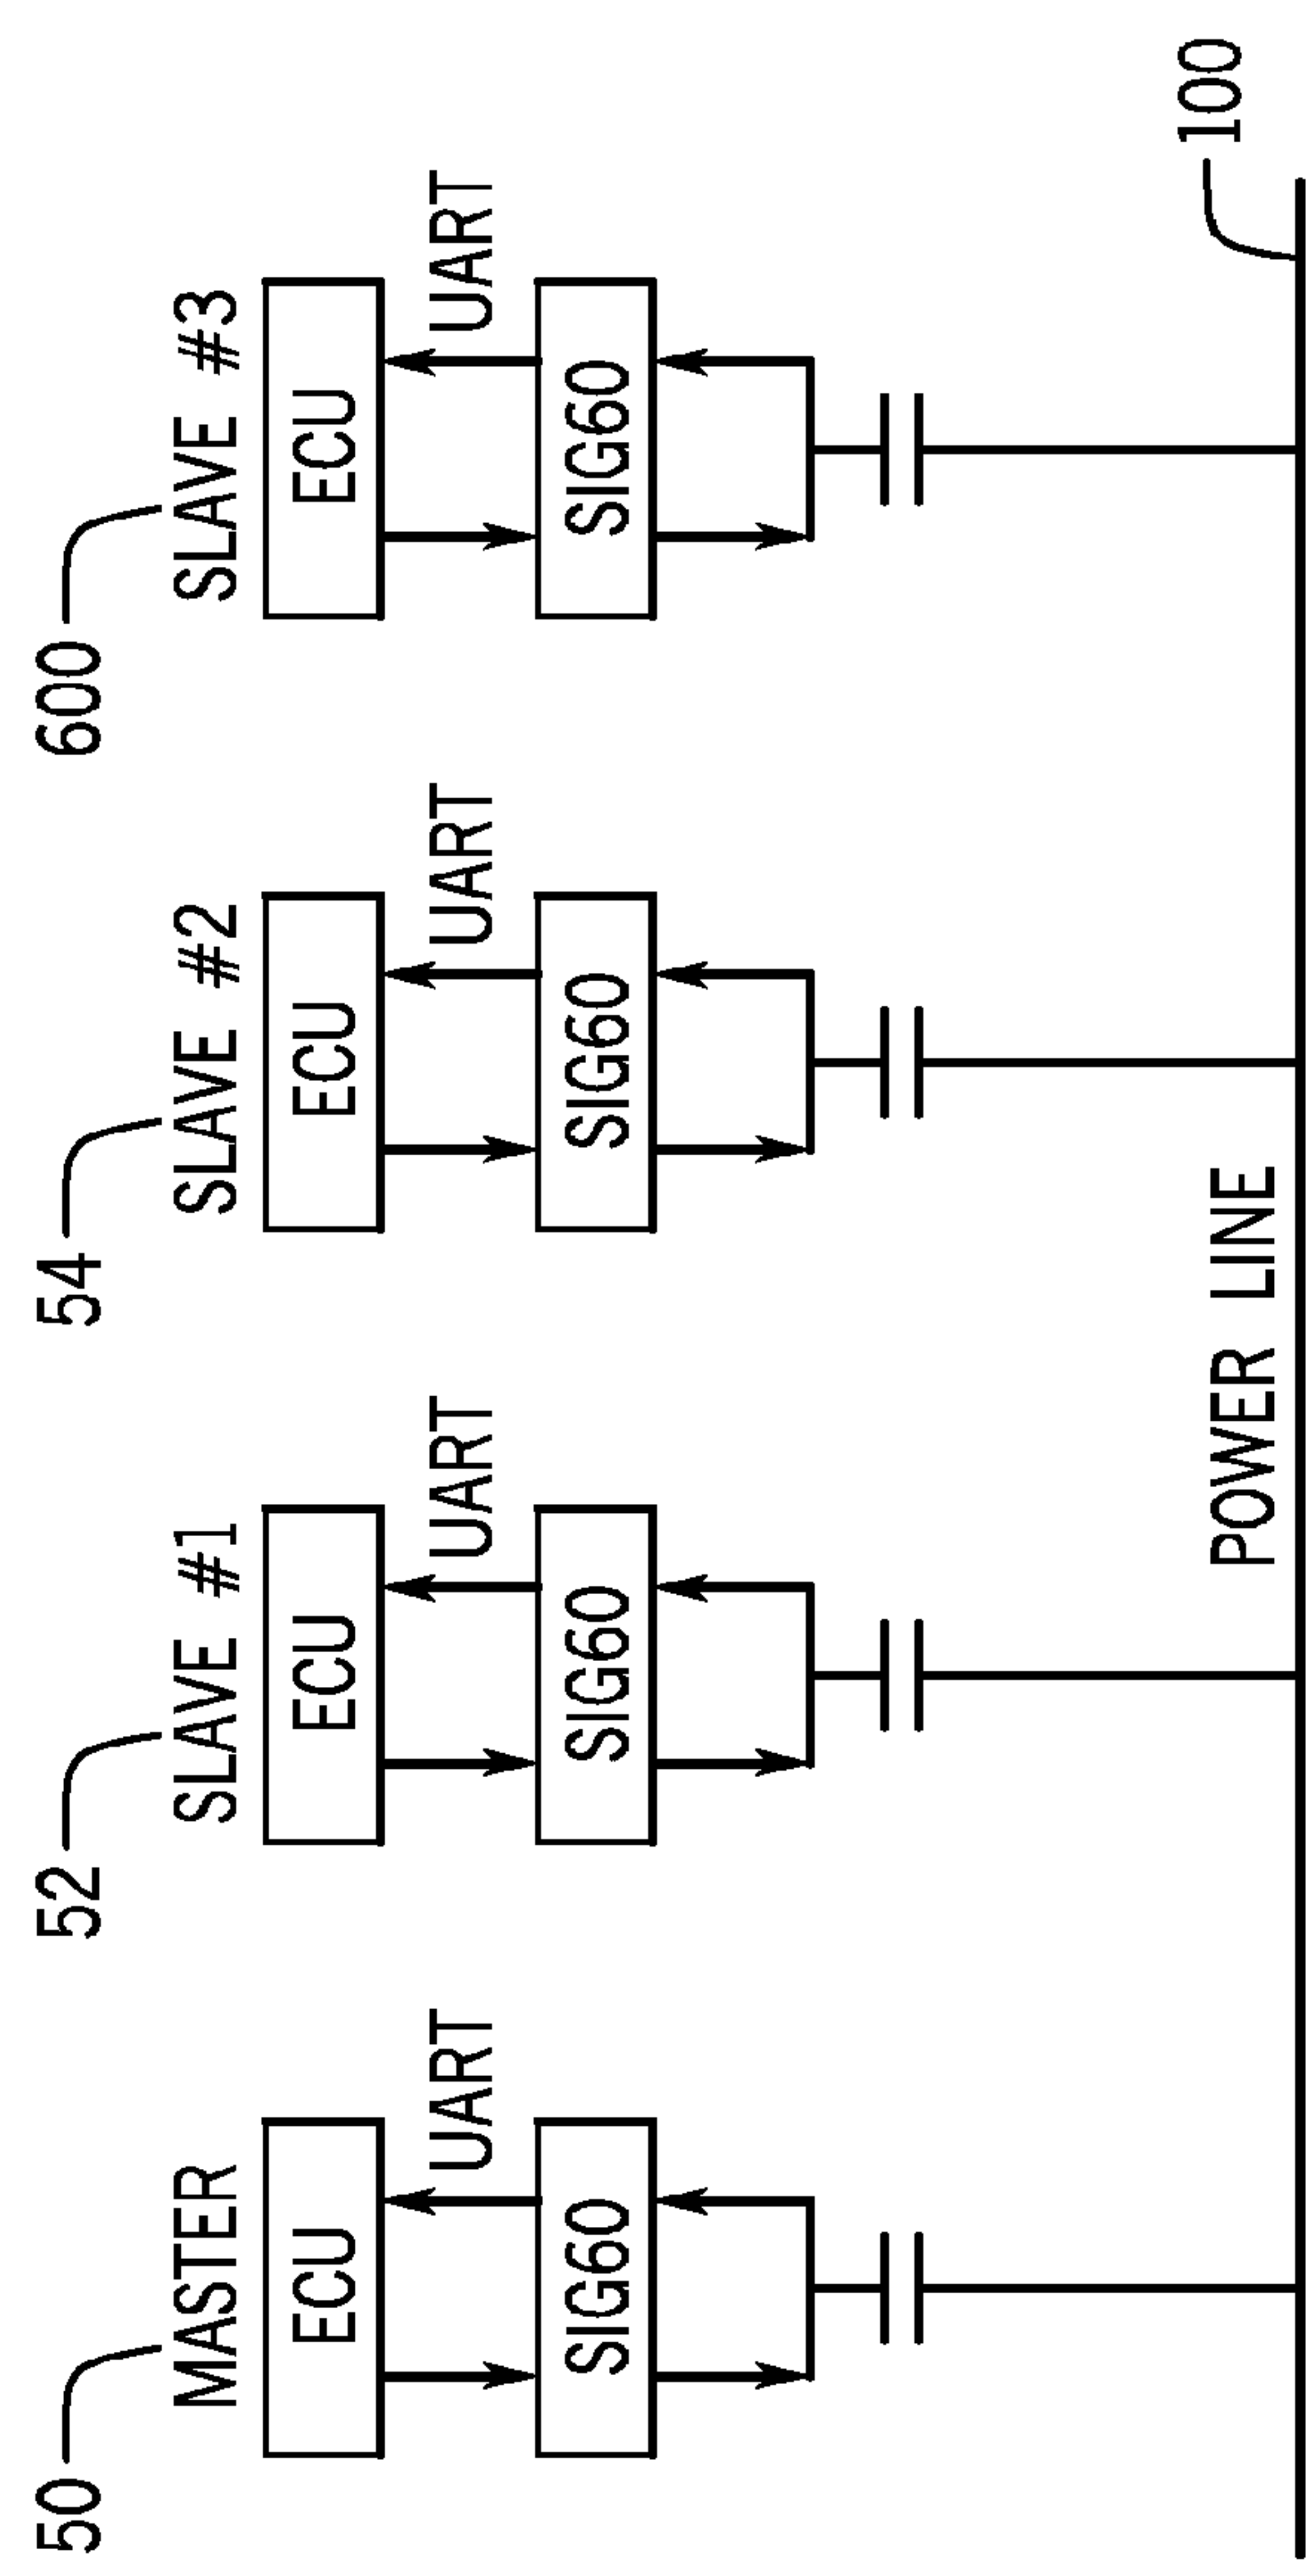 50
52
54
600
MASTER
SLAVE #1
SLAVE #2
SLAVE #3
ECU
ECU
ECU
ECU
UART
UART
UART
UART
SIG60
SIG60
SIG60
SIG60
POWER LINE
100